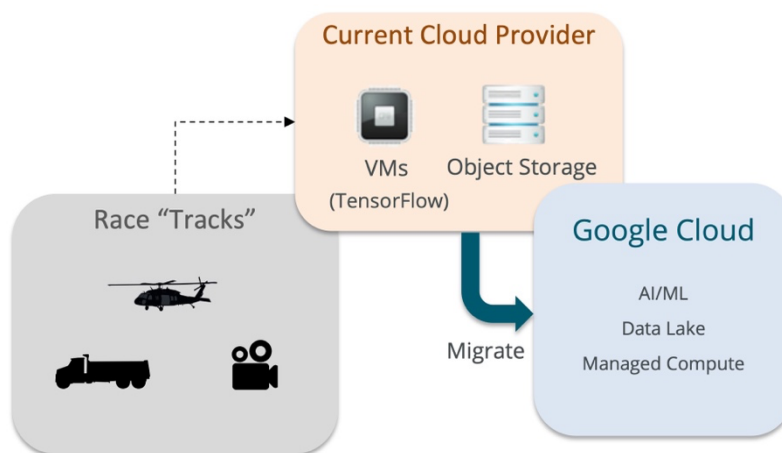 Current Cloud Provider
VMs
(TensorFlow)
Object Storage
Race “Tracks”
Migrate
Google Cloud
AI/ML
Data Lake
Managed Compute